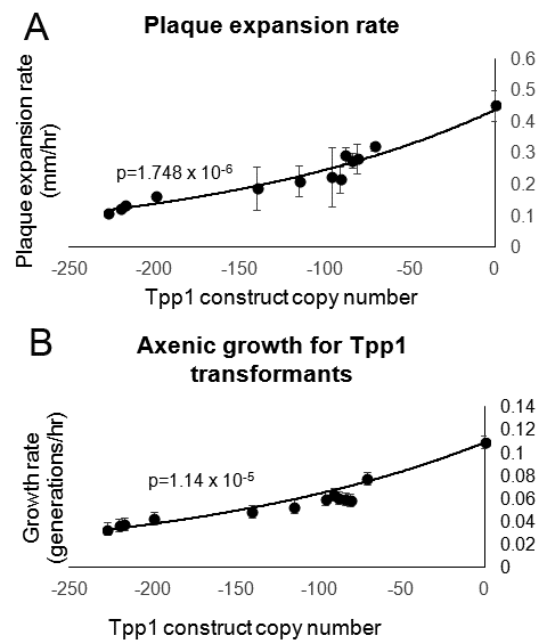 A
Plaque expansion rate
Plaque expansion rate
(mm/hr)
0.6
0.5
0.4
0.3
0.2
0.1
0
p=1.748 x 10-6
-250 -200 -150 -100 -50 0
Tpp1 construct copy number
B
Axenic growth for Tpp1
transformants
Growth rate
(generations/hr)
0.14
0.12
0.1
0.08
0.06
0.04
0.02
0
p=1.14 x 10-5
-250 -200 -150 -100 -50 0
Tpp1 construct copy number